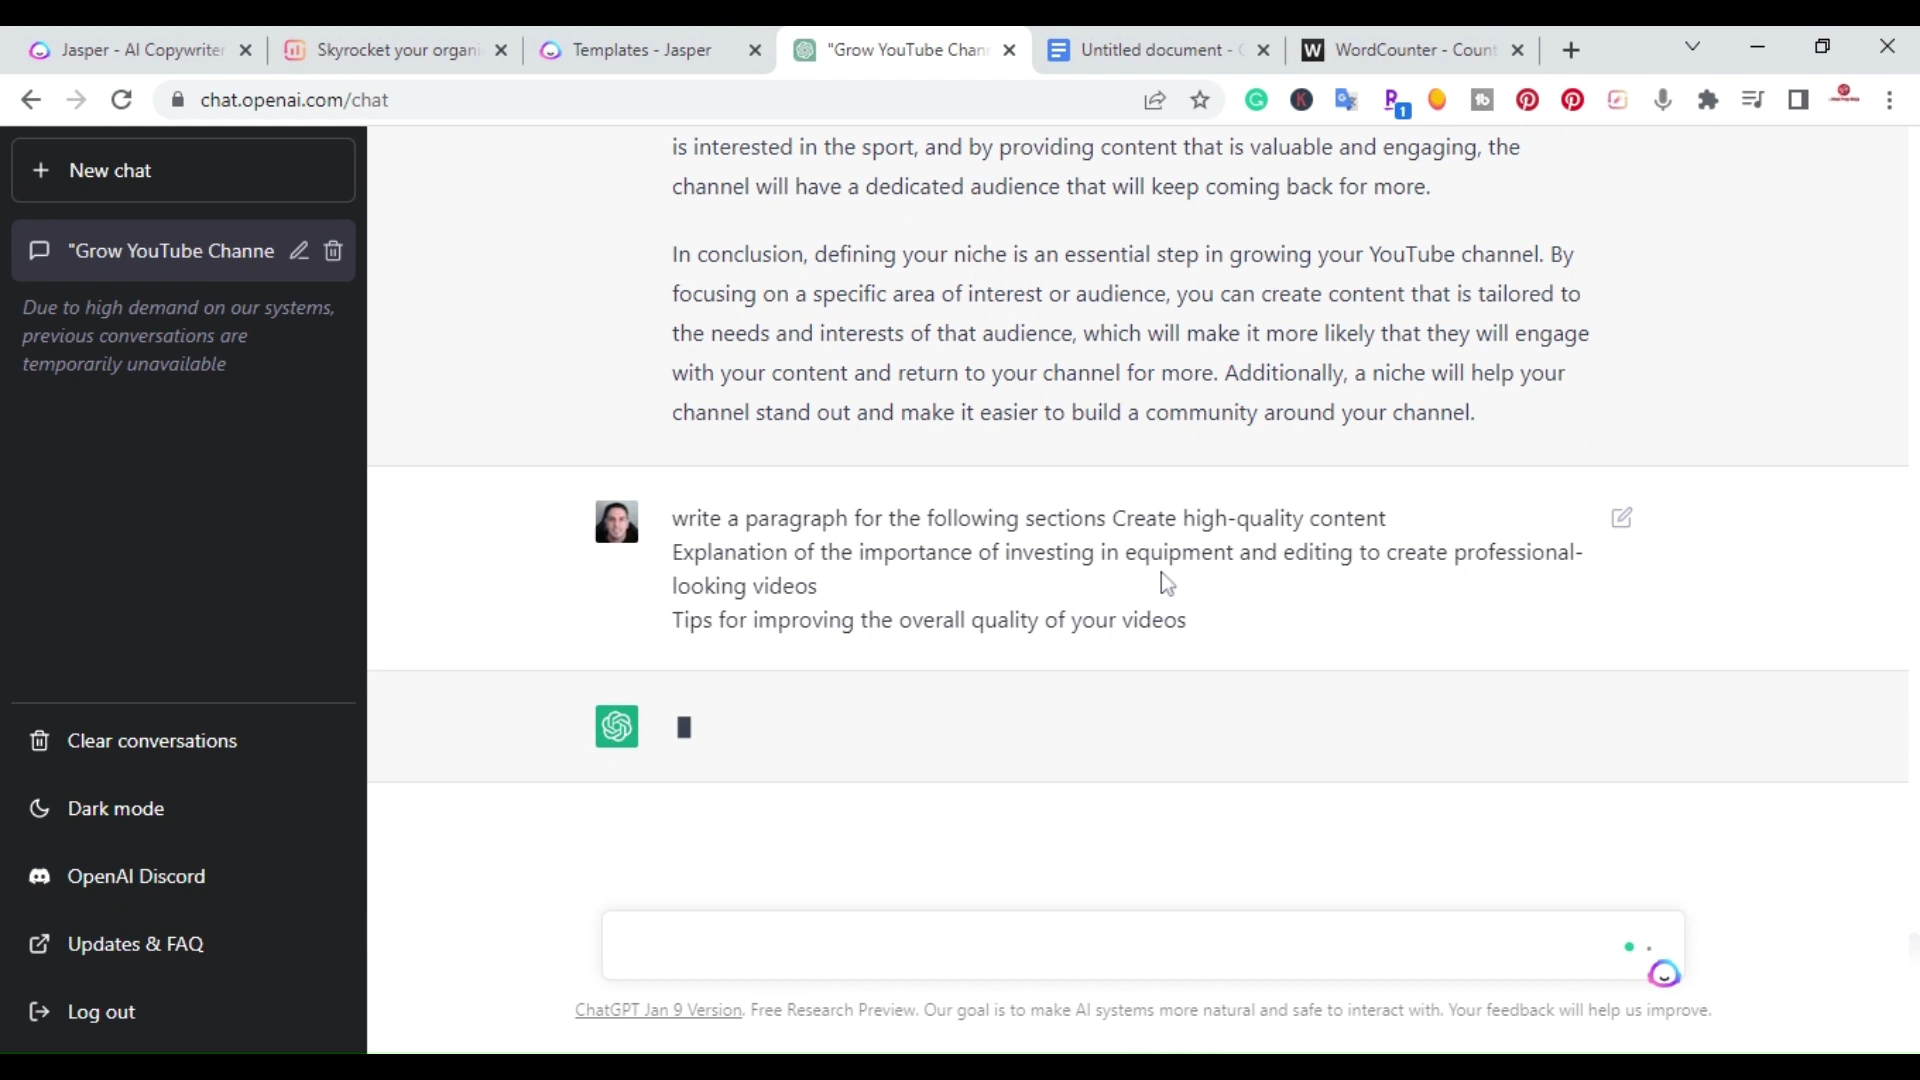 Jasper - AI Copywriter
Skyrocket your organi
Templates - Jasper
"Grow YouTube Chann
Untitled document - G
WordCounter - Count
chat.openai.com/chat
1
New chat
"Grow YouTube Channe
Due to high demand on our systems,
previous conversations are
temporarily unavailable
Clear conversations
Dark mode
OpenAI Discord
Updates & FAQ
Log out
is interested in the sport, and by providing content that is valuable and engaging, the
channel will have a dedicated audience that will keep coming back for more.
In conclusion, defining your niche is an essential step in growing your YouTube channel. By
focusing on a specific area of interest or audience, you can create content that is tailored to
the needs and interests of that audience, which will make it more likely that they will engage
with your content and return to your channel for more. Additionally, a niche will help your
channel stand out and make it easier to build a community around your channel.
write a paragraph for the following sections Create high-quality content
Explanation of the importance of investing in equipment and editing to create professional-
looking videos
Tips for improving the overall quality of your videos
ChatGPT Jan 9 Version. Free Research Preview. Our goal is to make AI systems more natural and safe to interact with. Your feedback will help us improve.